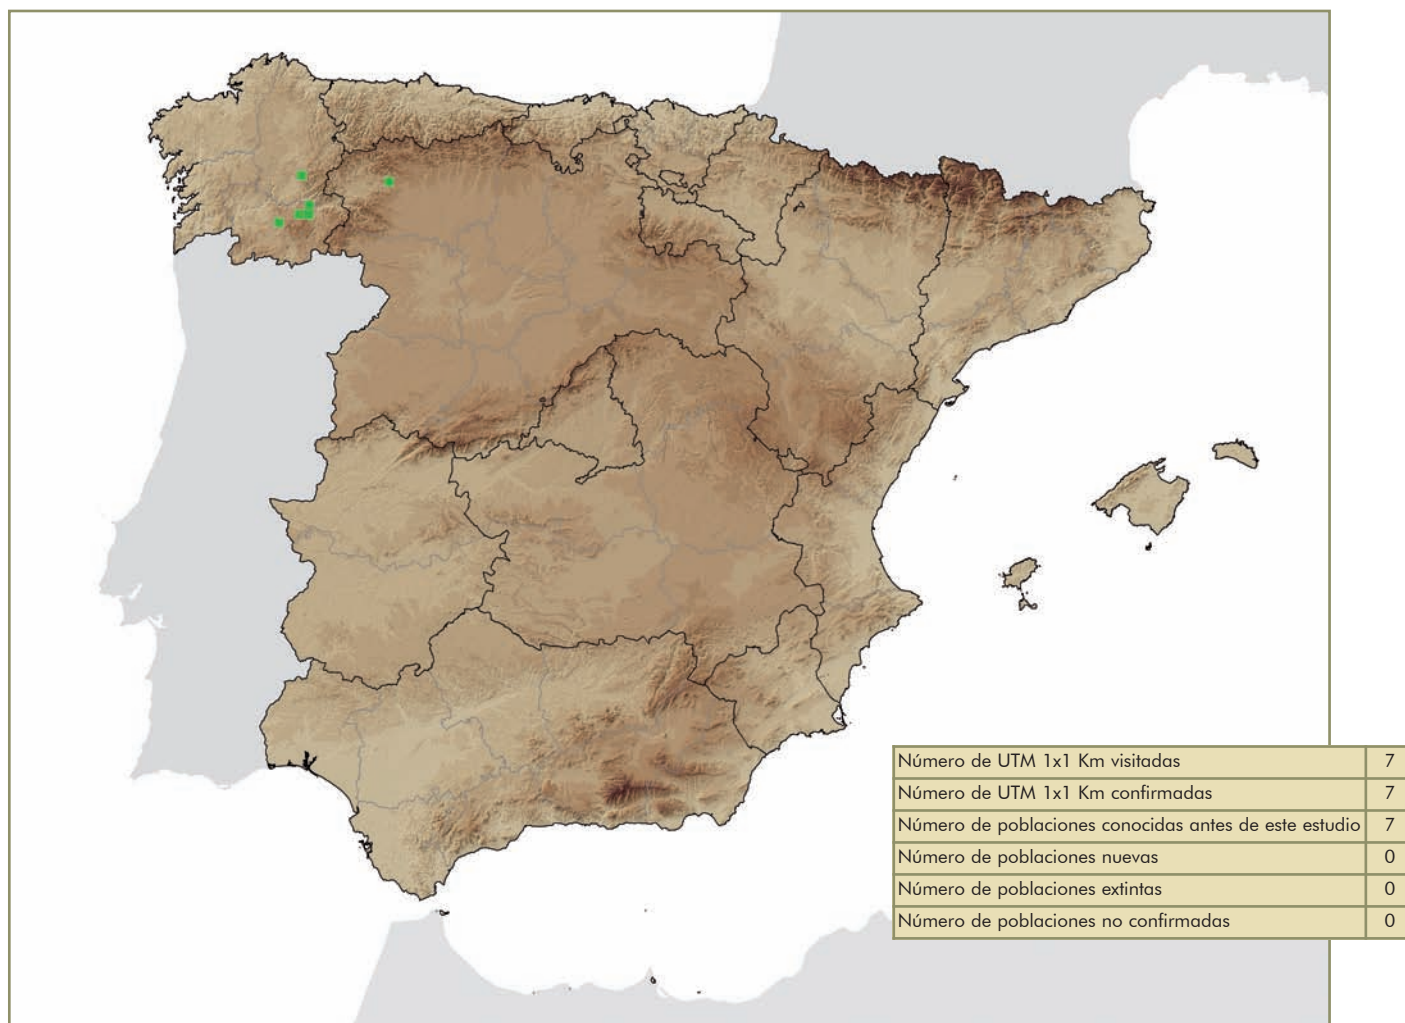 Número de UTM 1x1 Km visitadas 7
Número de UTM 1x1 Km confirmadas 7
Número de poblaciones conocidas antes de este estudio 7
Número de poblaciones nuevas 0
Número de poblaciones extintas 0
Número de poblaciones no confirmadas 0